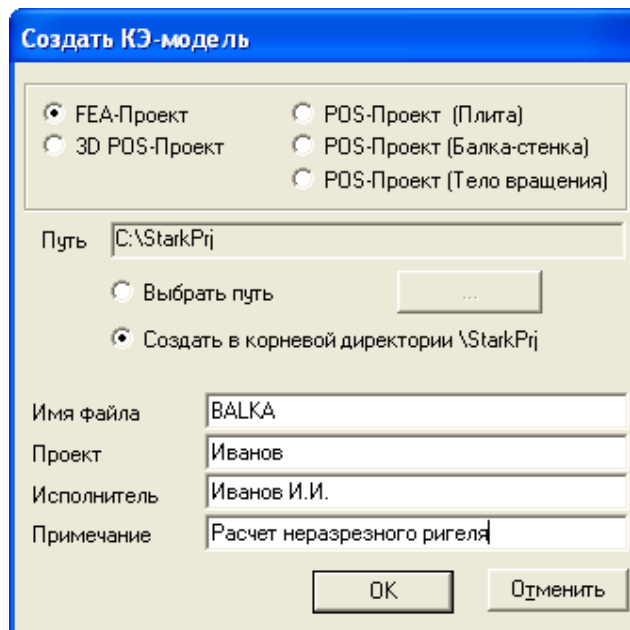 Создать КЭ-модель
FEA-Проект
POS-Проект (Плита)
3D POS-Проект
POS-Проект (Балка-стенка)
POS-Проект (Тело вращения)
Путь C:\StarkPrj
Выбрать путь ...
Создать в корневой директории \StarkPrj
Имя файла BALKA
Проект Иванов
Исполнитель Иванов И.И.
Примечание Расчет неразрезного ригеля
OK Отменить